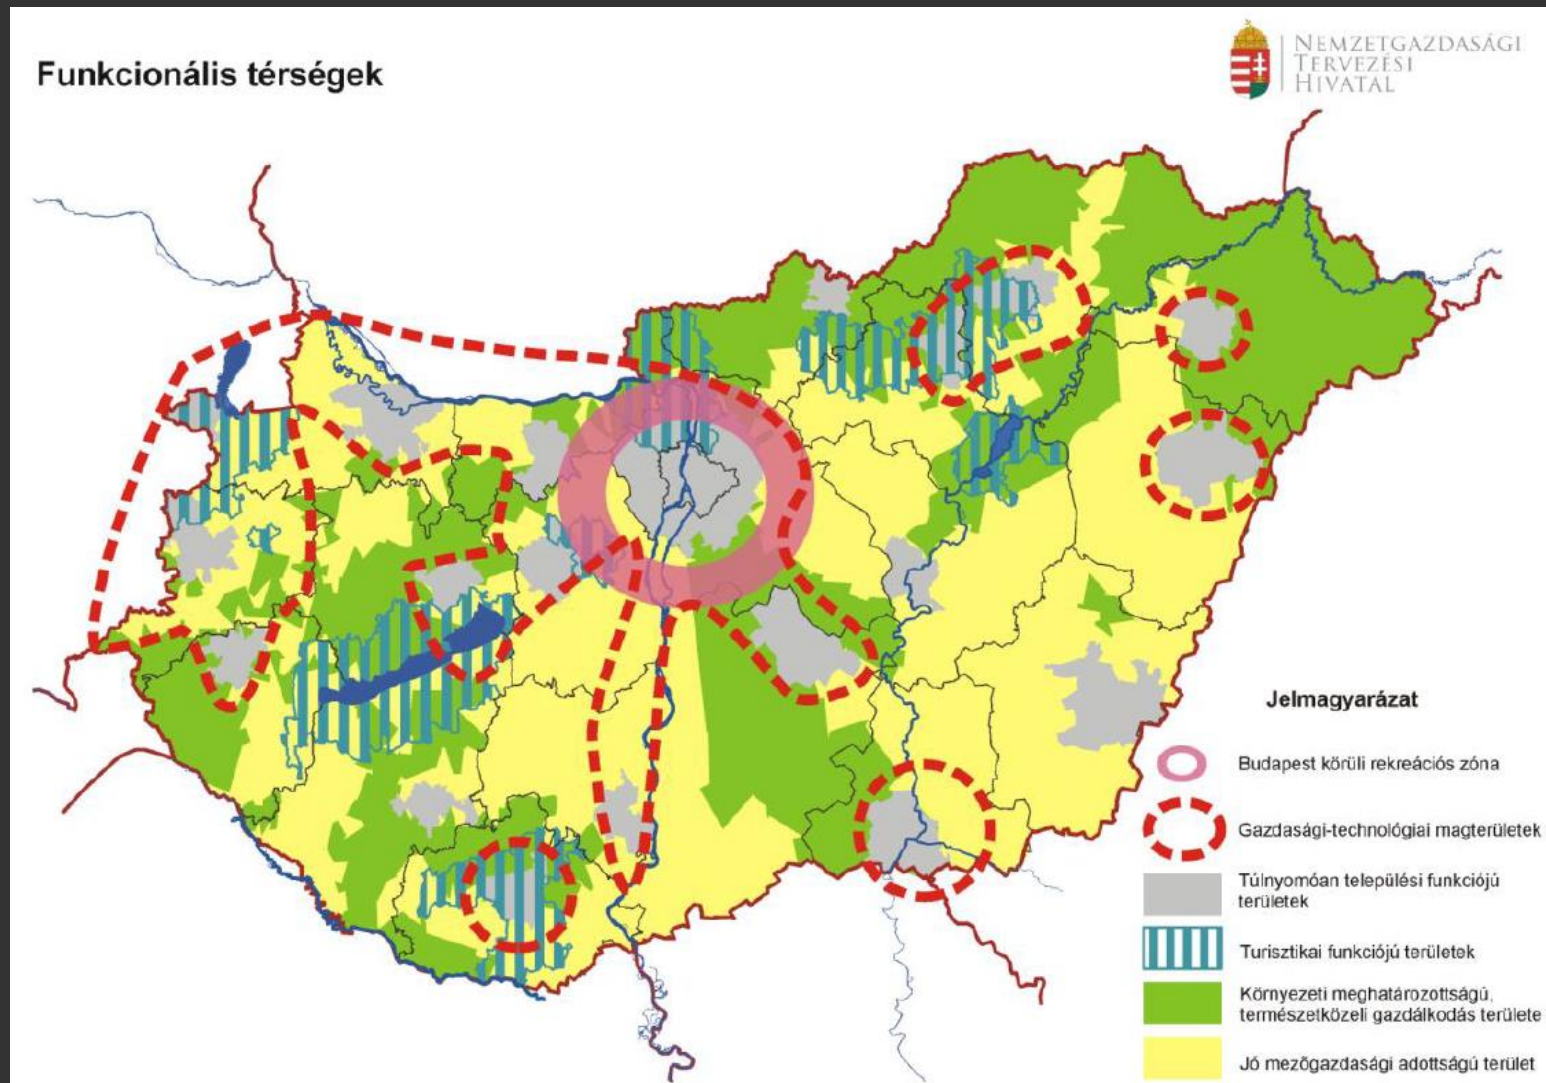 Funkcionális térségek
NEMZETGAZDASÁGI
TERVEZÉSI
HIVATAL
Jelmagyarázat
Budapest körüli rekreációs zóna
Gazdasági-technológiai magterületek
Túlnyomóan települési funkciójú
területek
Turisztikai funkciójú területek
Környezeti meghatározottságú,
természetközeli gazdálkodás területe
Jó mezõgazdasági adottságú terület